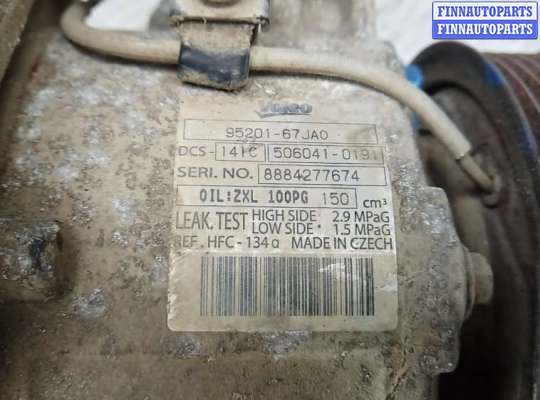 FINNAUTOPARTS
FINNAUTOPARTS
Valeo
95201-67JA0
DCS-141C 506041-0191
SERI.NO. 8884277674
OIL:ZXL 100PG 150 cm³
LEAK, TEST HIGH SIDE 2.9 MPaG
LOW SIDE 1.5 MPaG
REF. HFC-134a MADE IN CZECH